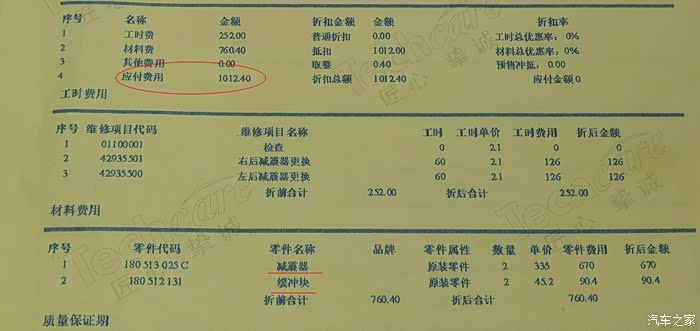 序号 名称 金额 折扣金额 金额 折扣率
1 工时费 252.00 普通折扣 0.00 工时总优惠率: 0%
2 材料费 760.40 抵扣 1012.00 材料总优惠率: 0%
3 其他费用 0.00 取整 0.40 预售冲抵: 0.00
4 应付费用 1012.40 折扣总额 1012.40 应付金额 0
工时费用
序号 维修项目代码 维修项目名称 工时 工时单价 工时费用 折后金额
1 01100001 检查 0 2.1 0 0
2 42935501 右后减震器更换 60 2.1 126 126
3 42935500 左后减震器更换 60 2.1 126 126
折前合计 252.00 折后合计 252.00
材料费用
序号 零件代码 零件名称 品牌 零件属性 数量 单价 零件费用 折后金额
1 180 513 025 C 减震器 原装零件 2 335 670 670
2 180 512 131 缓冲块 原装零件 2 45.2 90.4 90.4
折前合计 760.40 折后合计 760.40
质量保证期
Techcare 匠心 挚诚
汽车之家